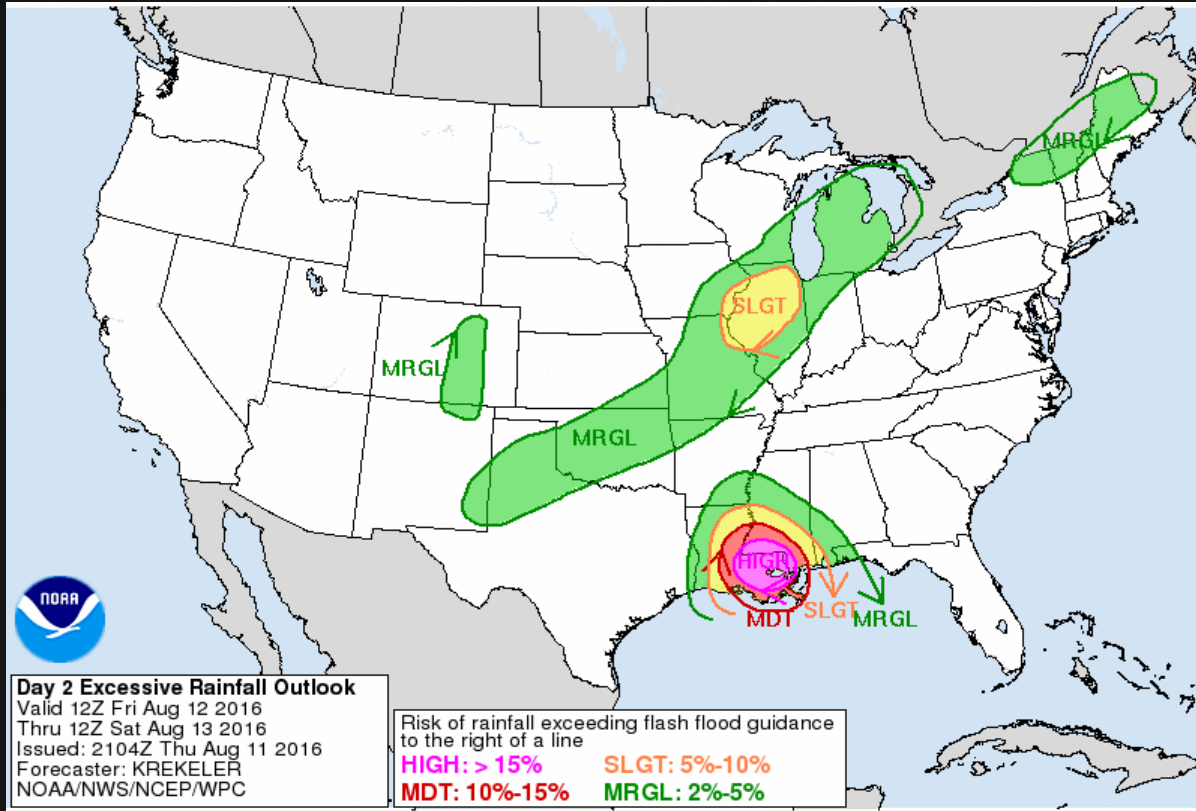 MRGL
SLGT
MRGL
MRGL
HIGH
SLGT
MDT
MRGL
NOAA
Day 2 Excessive Rainfall Outlook
Valid 12Z Fri Aug 12 2016
Thru 12Z Sat Aug 13 2016
Issued: 2104Z Thu Aug 11 2016
Forecaster: KREKELER
NOAA/NWS/NCEP/WPC
Risk of rainfall exceeding flash flood guidance
to the right of a line
HIGH: > 15% SLGT: 5%-10%
MDT: 10%-15% MRGL: 2%-5%